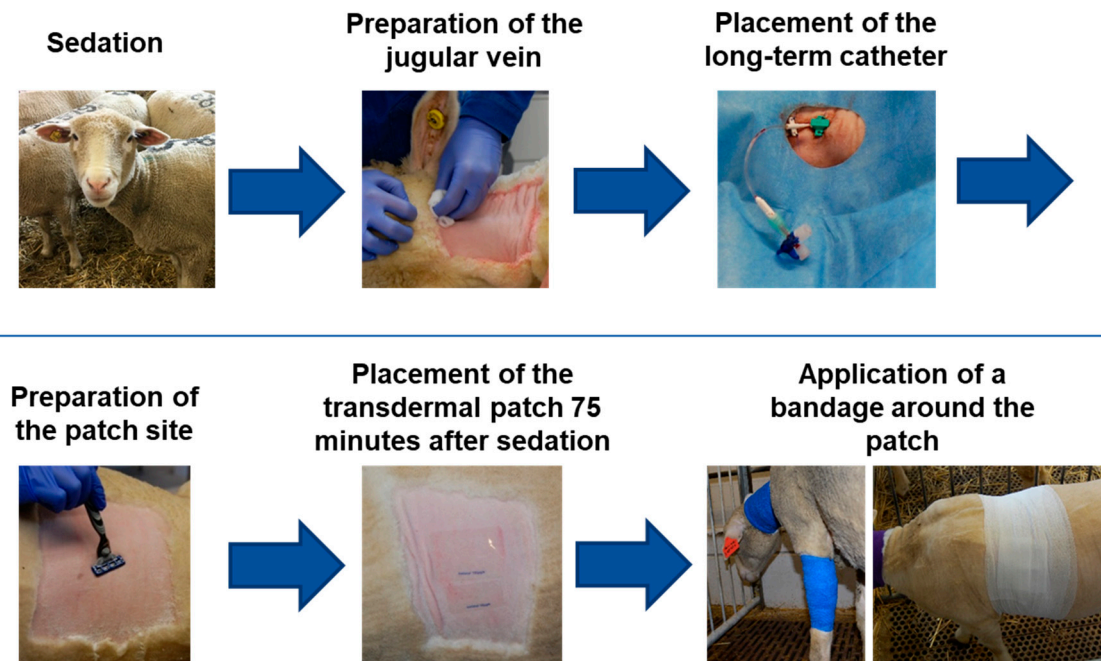 Sedation
Preparation of the
jugular vein
Placement of the
long-term catheter
Preparation of
the patch site
Placement of the
transdermal patch 75
minutes after sedation
Application of a
bandage around the
patch